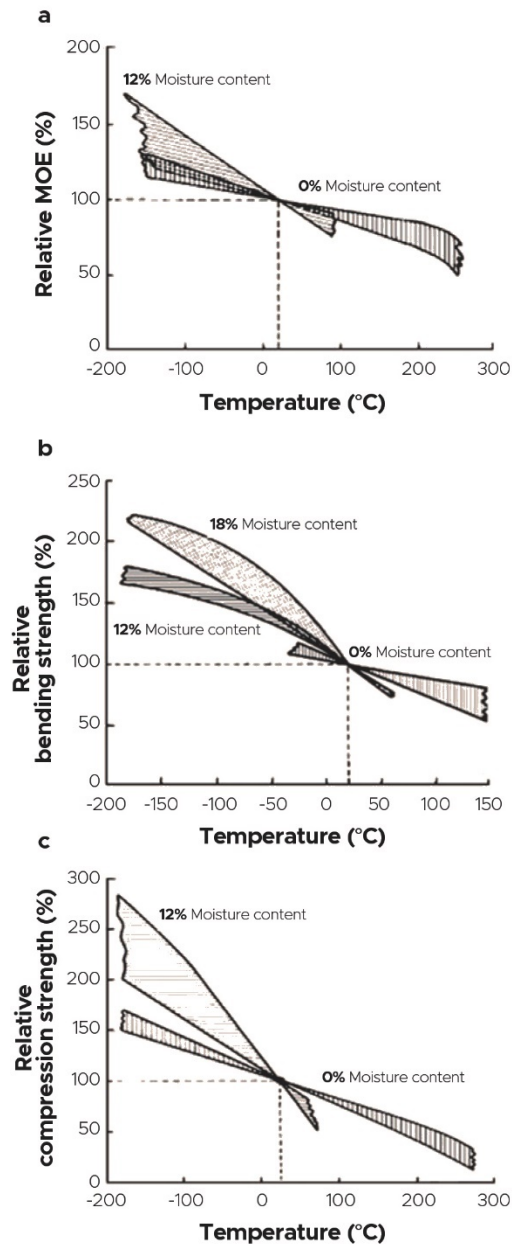 a
200
12% Moisture content
150
0% Moisture content
100
50
0
Relative MOE (%)
-200 -100 0 100 200 300
Temperature (°C)
b
250
18% Moisture content
200
150
12% Moisture content
0% Moisture content
100
50
0
Relative
bending strength (%)
-200 -150 -100 -50 0 50 100 150
Temperature (°C)
c
300
12% Moisture content
250
200
150
0% Moisture content
100
50
0
Relative
compression strength (%)
-200 -100 0 100 200 300
Temperature (°C)